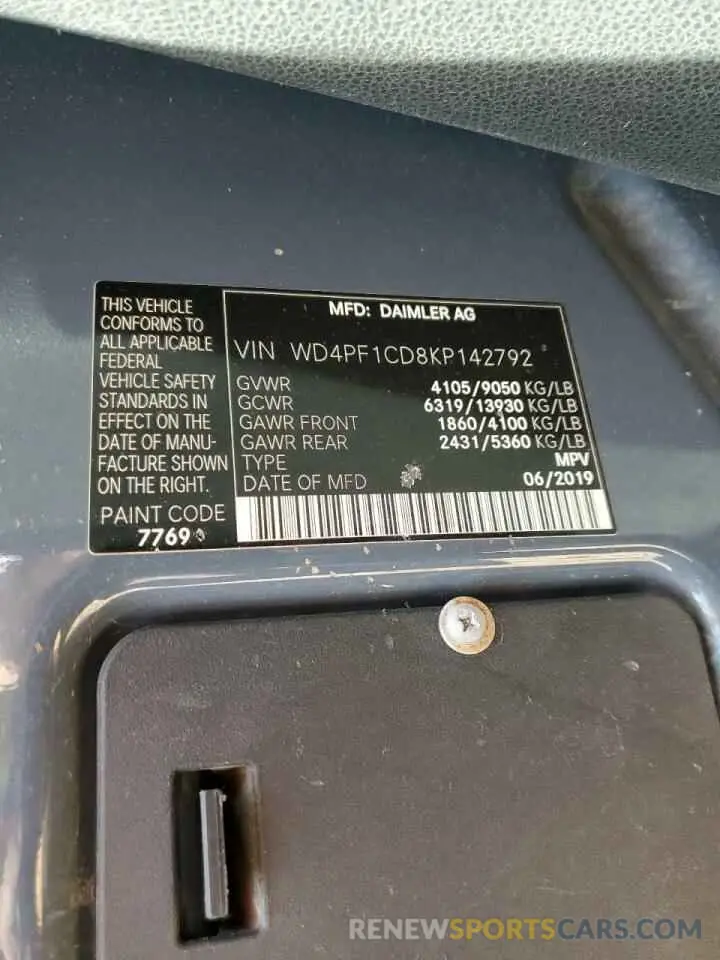 THIS VEHICLE
CONFORMS TO
ALL APPLICABLE
FEDERAL
VEHICLE SAFETY
STANDARDS IN
EFFECT ON THE
DATE OF MANU-
FACTURE SHOWN
ON THE RIGHT.
PAINT CODE
7769
MFD: DAIMLER AG
VIN WD4PF1CD8KP142792
GVWR 4105/9050 KG/LB
GCWR 6319/13930 KG/LB
GAWR FRONT 1860/4100 KG/LB
GAWR REAR 2431/5360 KG/LB
TYPE MPV
DATE OF MFD 06/2019
RENEWSPORTSCARS.COM